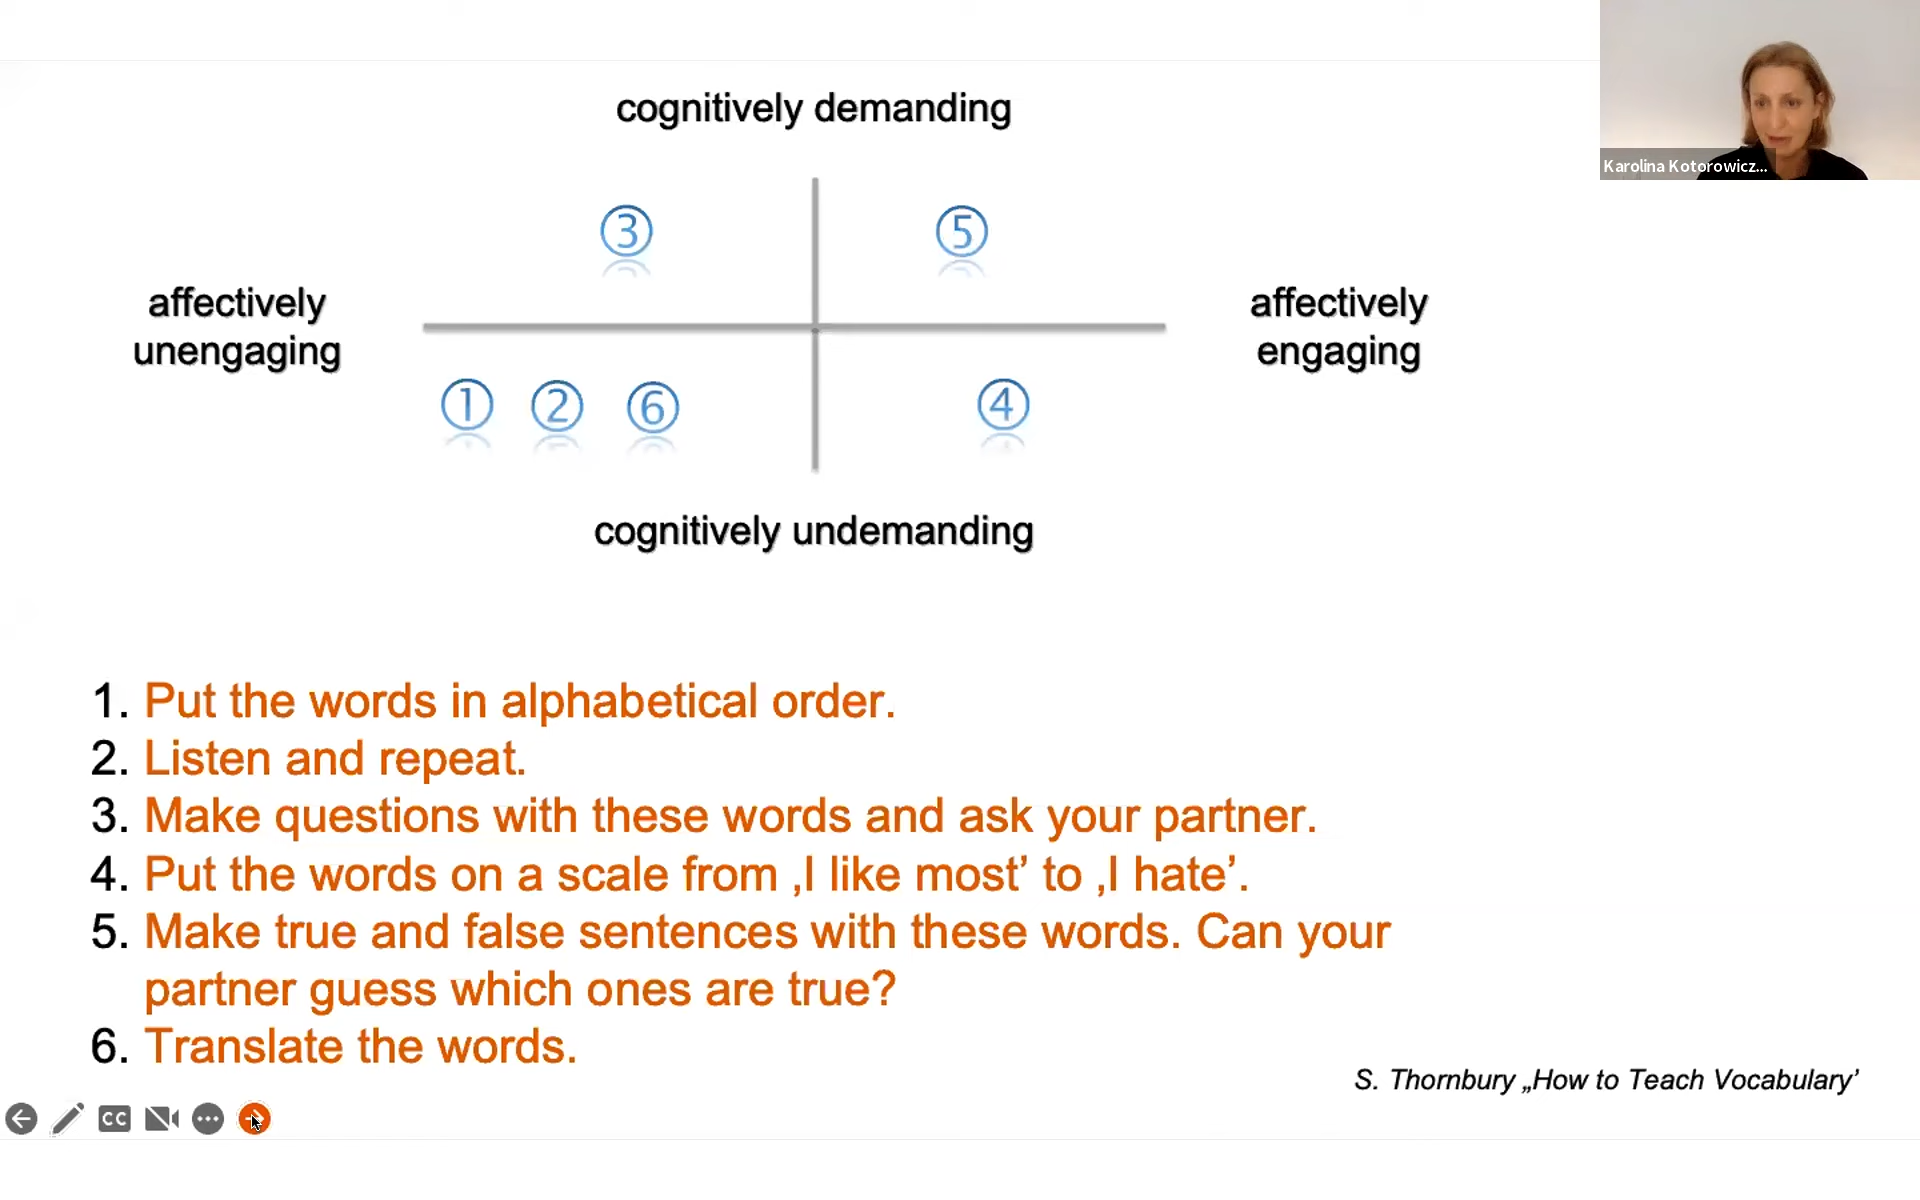 Karolina Kotorowicz...
cognitively demanding
③ ⑤
affectively
unengaging
affectively
engaging
① ② ⑥ ④
cognitively undemanding
1. Put the words in alphabetical order.
2. Listen and repeat.
3. Make questions with these words and ask your partner.
4. Put the words on a scale from ‚I like most’ to ‚I hate’.
5. Make true and false sentences with these words. Can your
partner guess which ones are true?
6. Translate the words.
S. Thornbury „How to Teach Vocabulary’
CC